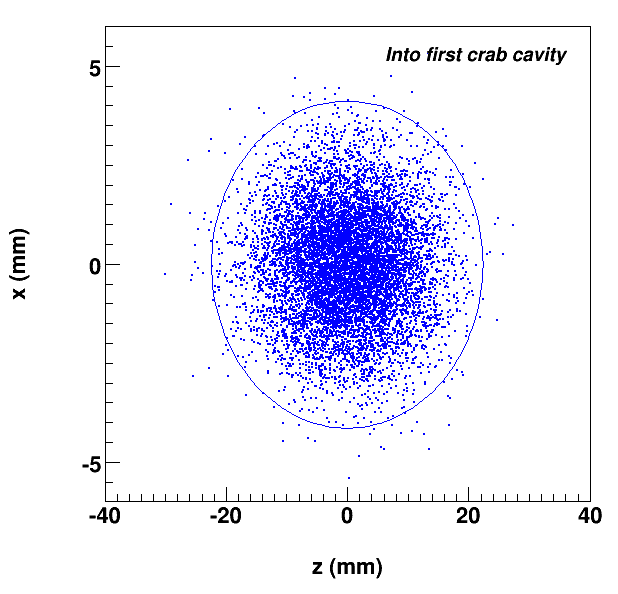 Into first crab cavity
5
x (mm)
0
-5
-40 -20 0 20 40
z (mm)